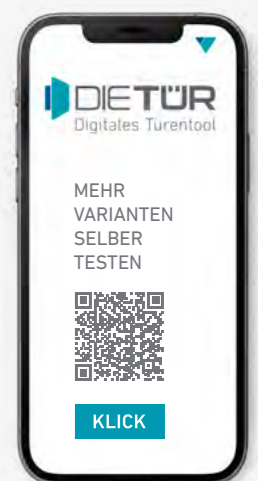 DIETÜR
Digitales Türentool
MEHR
VARIANTEN
SELBER
TESTEN
KLICK